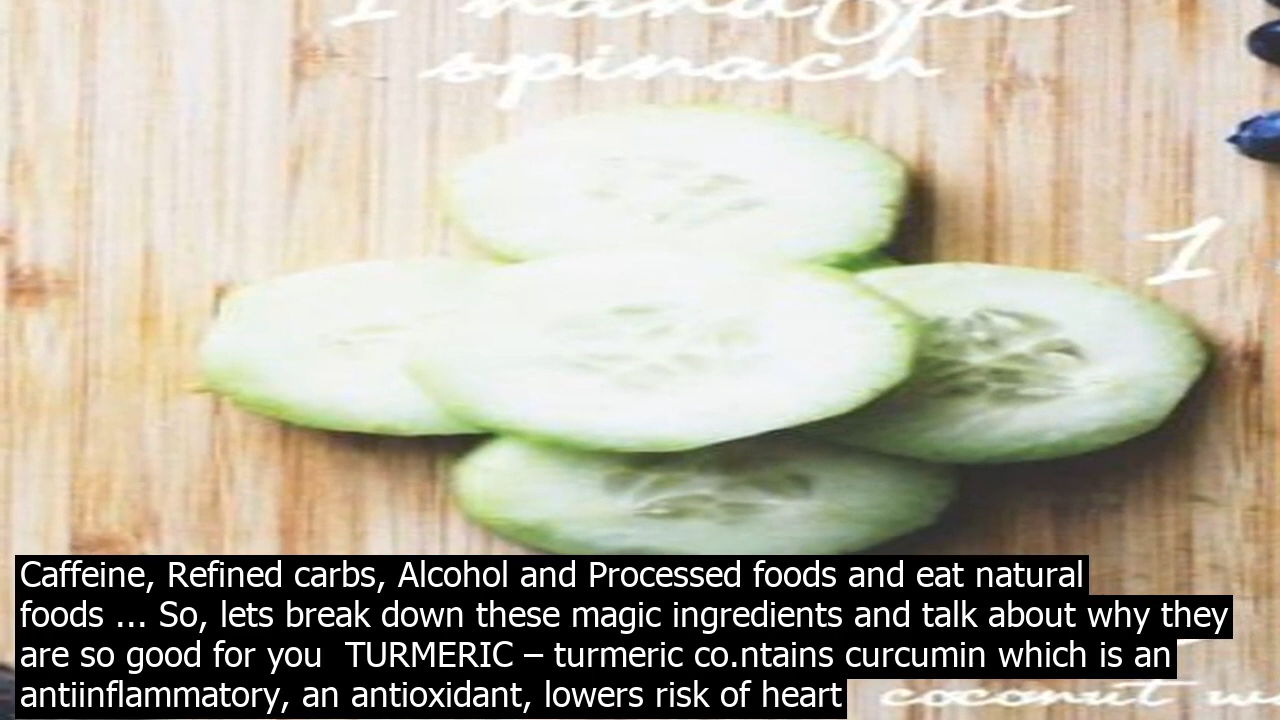 1 handful
spinach
1
Caffeine, Refined carbs, Alcohol and Processed foods and eat natural
foods ... So, lets break down these magic ingredients and talk about why they
are so good for you  TURMERIC – turmeric co.ntains curcumin which is an
antiinflammatory, an antioxidant, lowers risk of heart
coconut